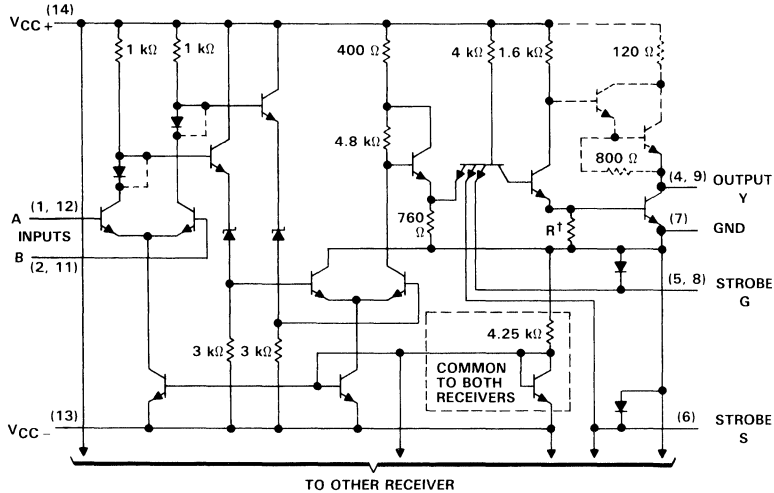 VCC+ (14)
1 kΩ 1 kΩ 400 Ω 4 kΩ 1.6 kΩ 120 Ω
4.8 kΩ
800 Ω
(4, 9) OUTPUT
Y
A (1, 12)
INPUTS
B (2, 11)
760
Ω
R†
(7) GND
(5, 8) STROBE
G
3 kΩ 3 kΩ
4.25 kΩ
COMMON
TO BOTH
RECEIVERS
VCC− (13)
(6) STROBE
S
TO OTHER RECEIVER